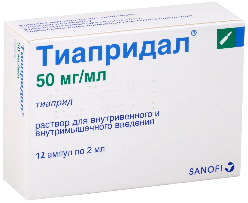 Тиапридал®
50 мг/мл
тиаприд
раствор для внутривенного и
внутримышечного введения
12 ампул по 2 мл
SANOFI